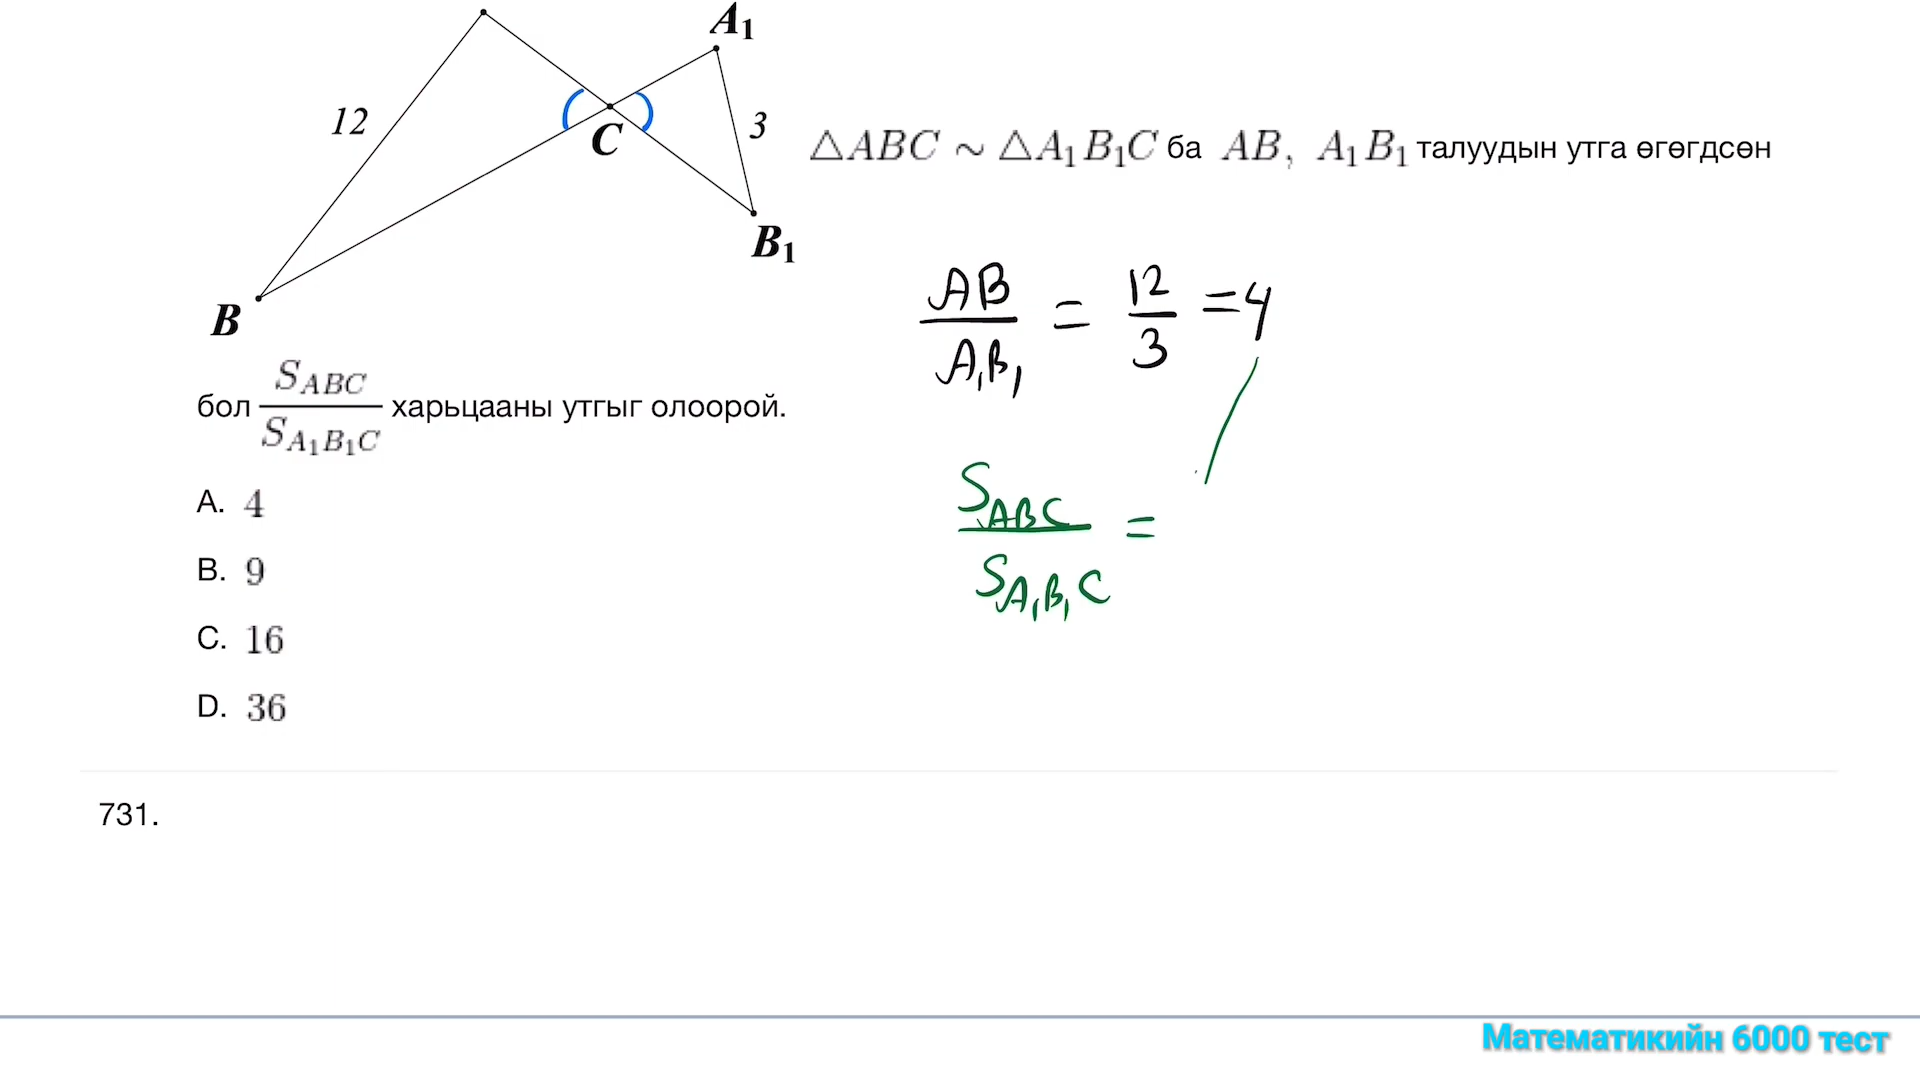 A₁
12
3
C
△ABC ∼ △A₁B₁C ба AB, A₁B₁ талуудын утга өгөгдсөн
B₁
B
AB/A₁B₁ = 12/3 = 4
бол S_ABC/S_A₁B₁C харьцааны утгыг олоорой.
S_ABC/S_A₁B₁C =
A. 4
B. 9
C. 16
D. 36
731.
Математикийн 6000 тест